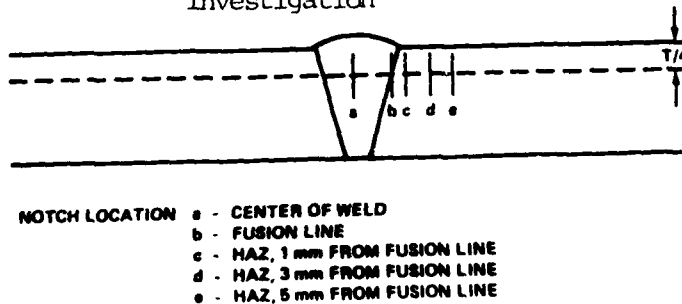 Investigation
T/4
a b c d e
NOTCH LOCATION a - CENTER OF WELD
b - FUSION LINE
c - HAZ, 1 mm FROM FUSION LINE
d - HAZ, 3 mm FROM FUSION LINE
e - HAZ, 5 mm FROM FUSION LINE